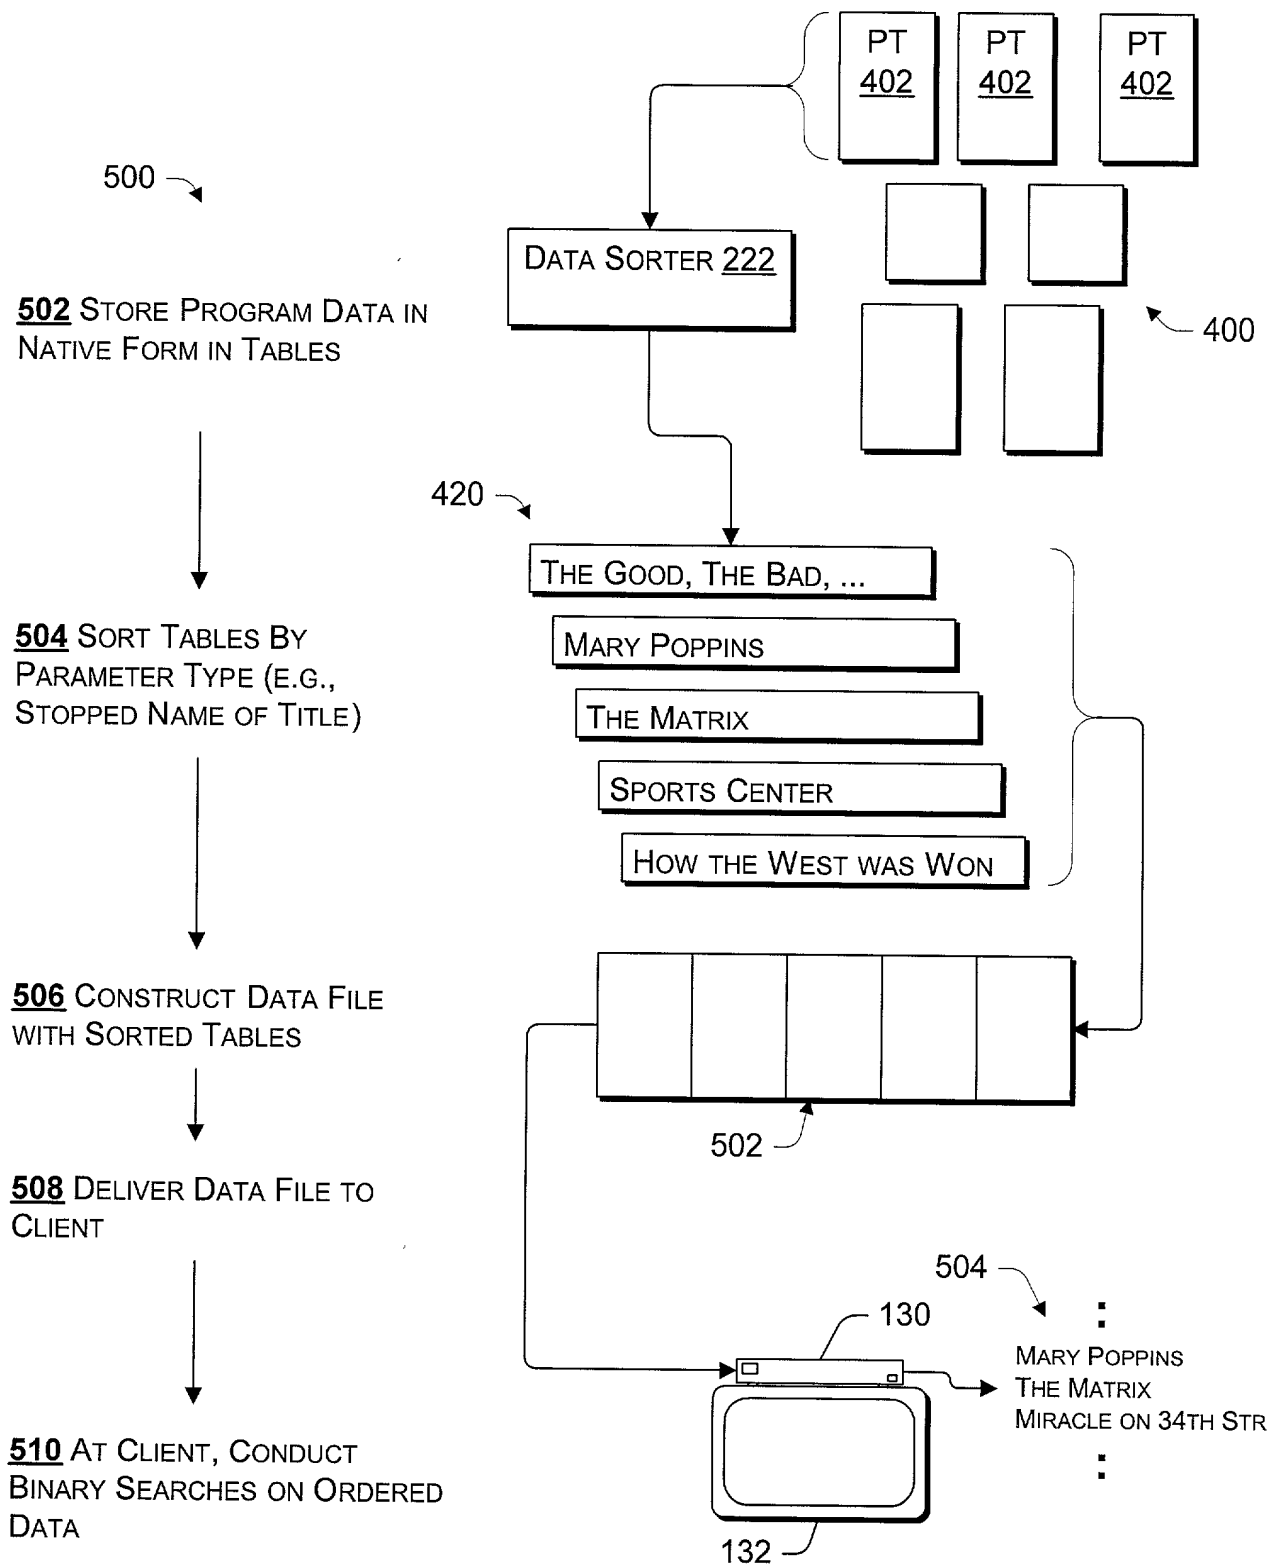 PT PT PT
402 402 402
500
DATA SORTER 222
502 STORE PROGRAM DATA IN
NATIVE FORM IN TABLES
400
420
THE GOOD, THE BAD, ...
504 SORT TABLES BY
PARAMETER TYPE (E.G.,
STOPPED NAME OF TITLE)
MARY POPPINS
THE MATRIX
SPORTS CENTER
HOW THE WEST WAS WON
506 CONSTRUCT DATA FILE
WITH SORTED TABLES
502
508 DELIVER DATA FILE TO
CLIENT
504
130
:
MARY POPPINS
THE MATRIX
MIRACLE ON 34TH STR
:
510 AT CLIENT, CONDUCT
BINARY SEARCHES ON ORDERED
DATA
132